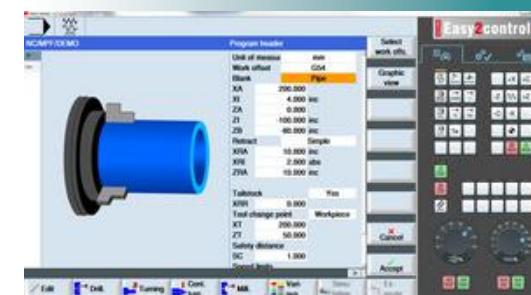 Easy2control
NC/MPF/DEMO
Program header
Select
work offs.
Unit of measu mm
Work offset G54
Blank Pipe
Graphic
view
XA 200.000
XI 4.000 inc
ZA 0.000
ZI -100.000 inc
ZB -80.000 inc
Retract Simple
XRA 10.000 inc
XRI 2.000 abs
ZRA 10.000 inc
Tailstock Yes
XRR 0.000
Tool change point Workpiece
XT 200.000
ZT 50.000
Safety distance
SC 1.000
Cancel
Accept
Edit
Drill.
Turning
Cont.
Mill.